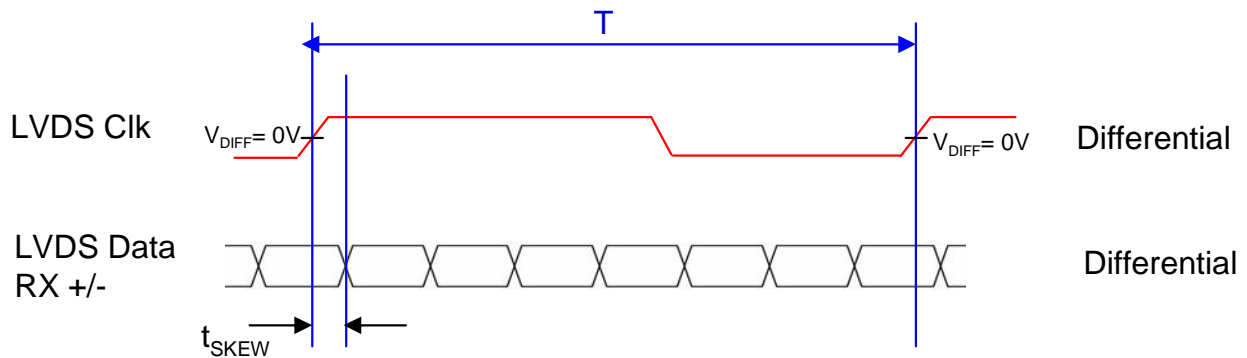 T
LVDS Clk
V_DIFF= 0V
V_DIFF= 0V
Differential
LVDS Data
RX +/-
Differential
t_SKEW